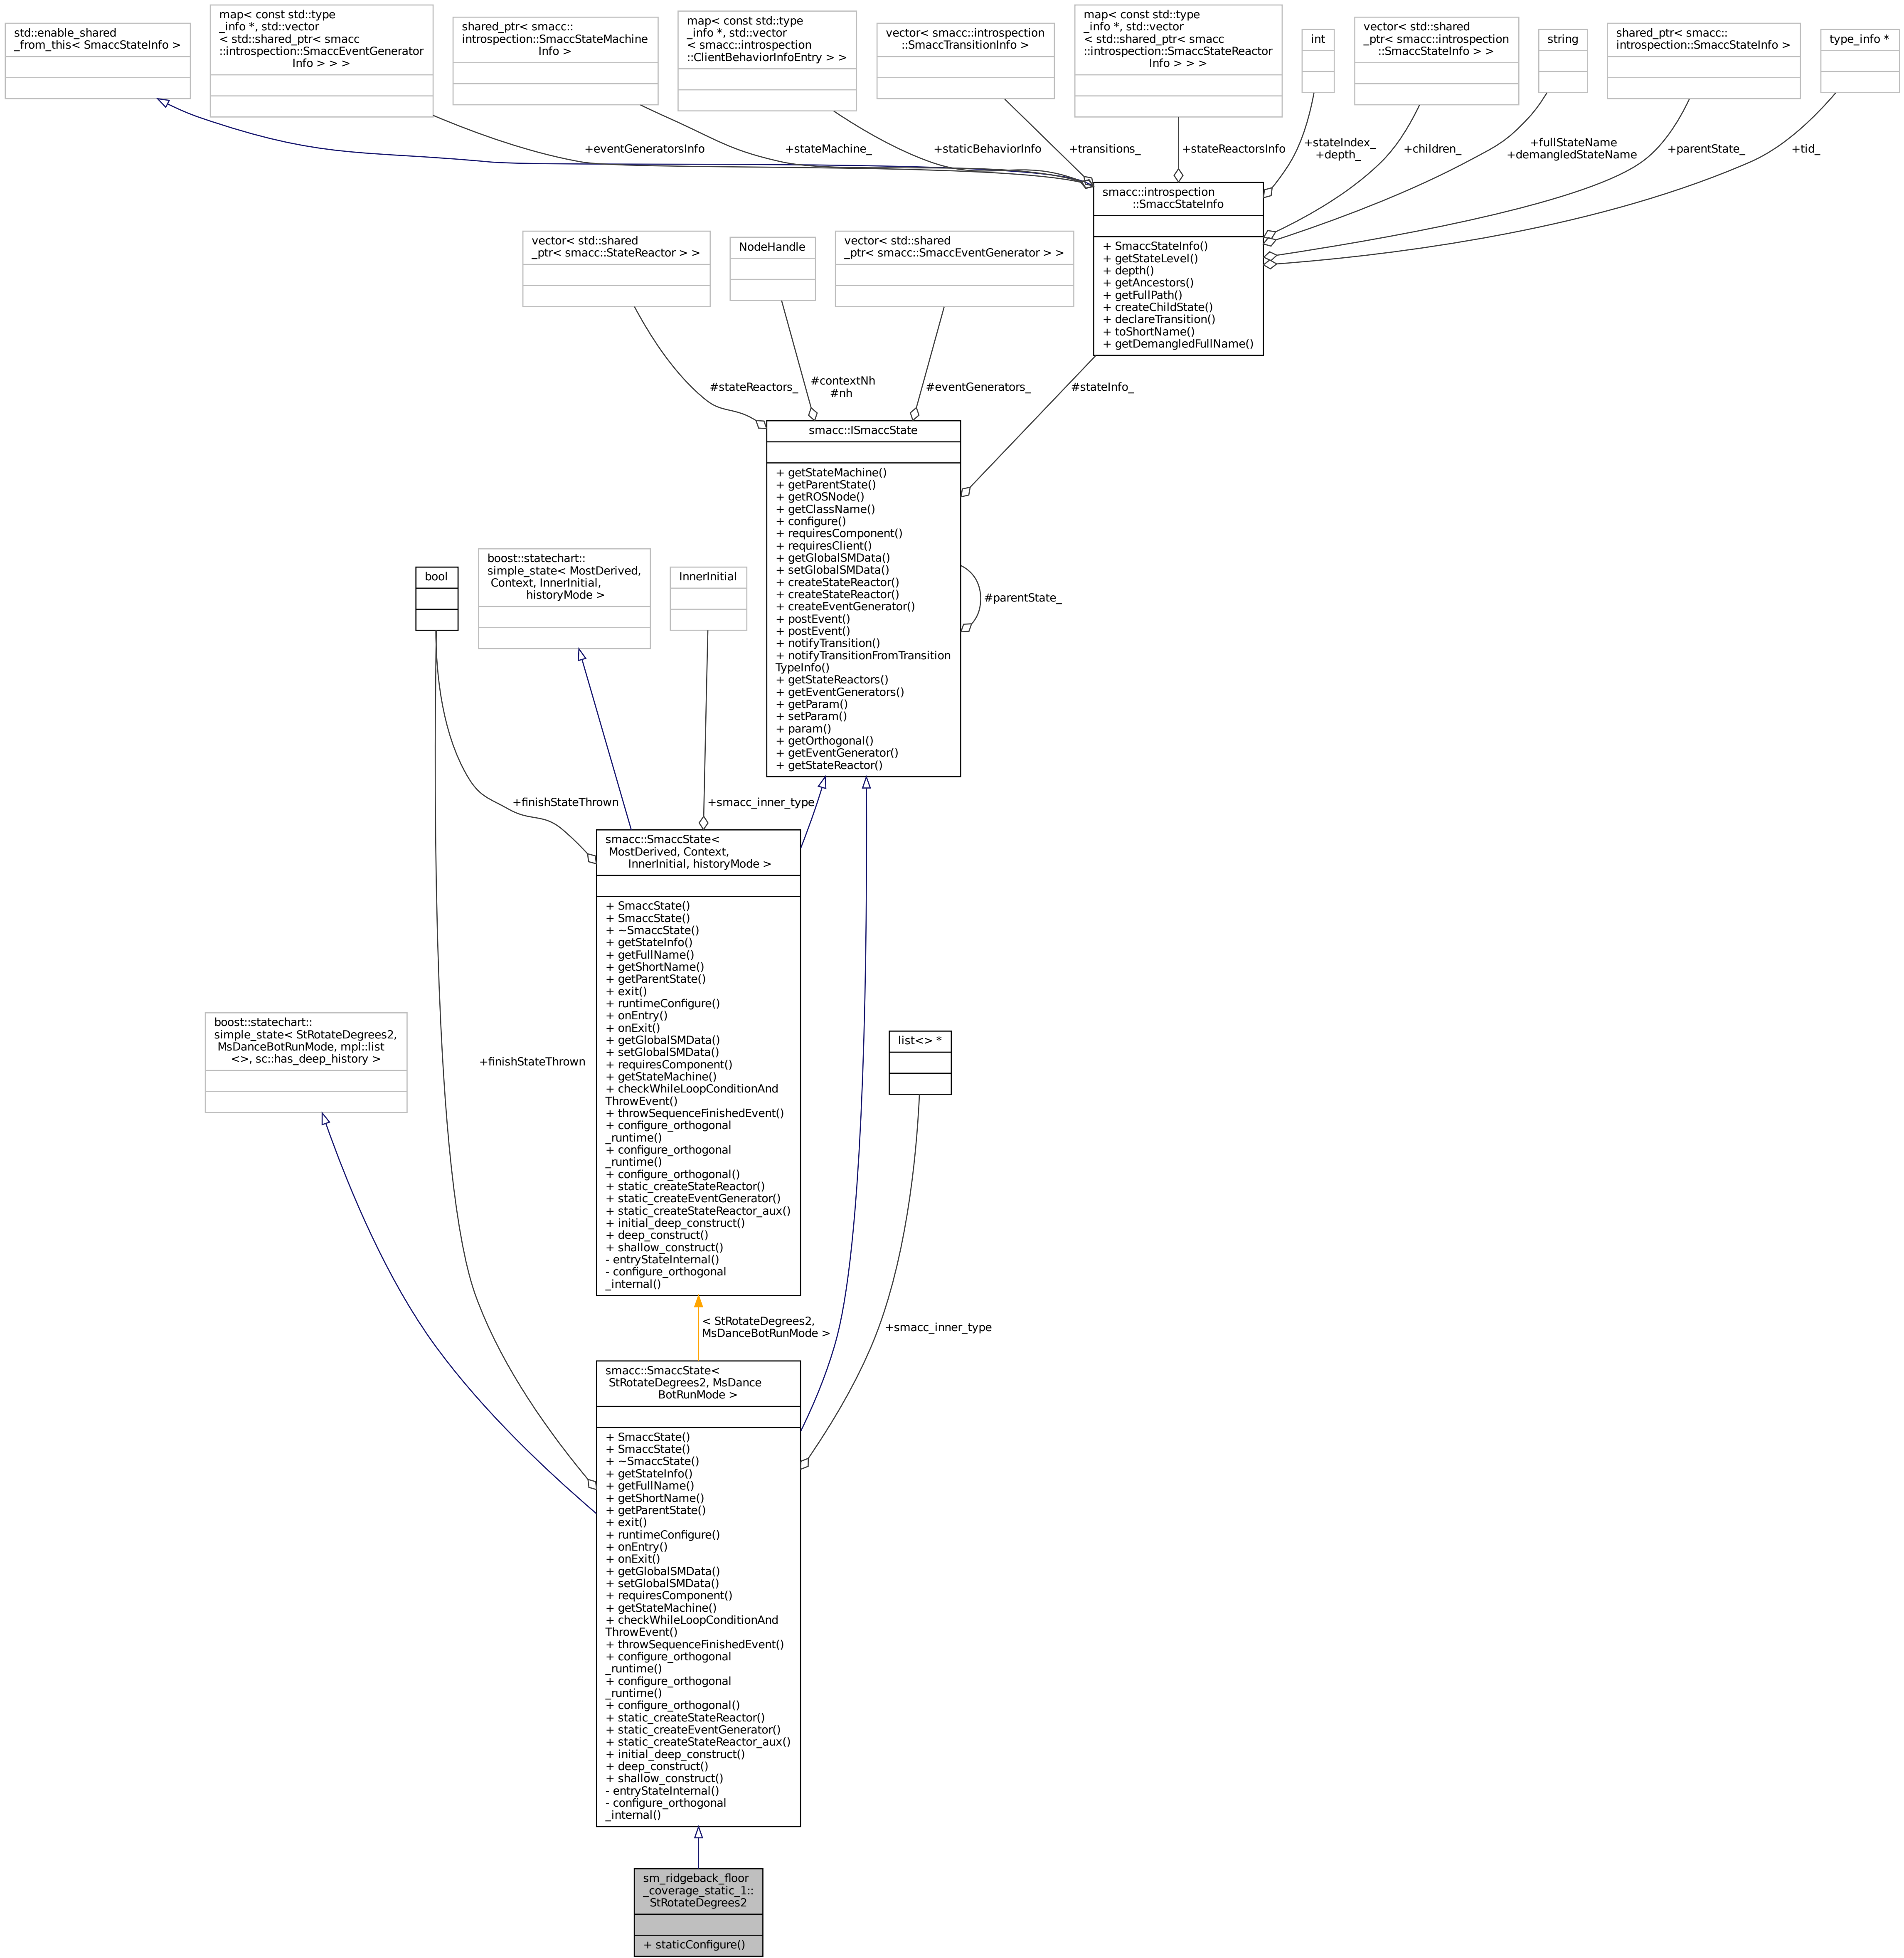 std::enable_shared
_from_this< SmaccStateInfo >
map< const std::type
_info *, std::vector
< std::shared_ptr< smacc
::introspection::SmaccEventGenerator
Info > > >
shared_ptr< smacc::
introspection::SmaccStateMachine
Info >
map< const std::type
_info *, std::vector
< smacc::introspection
::ClientBehaviorInfoEntry > >
vector< smacc::introspection
::SmaccTransitionInfo >
map< const std::type
_info *, std::vector
< std::shared_ptr< smacc
::introspection::SmaccStateReactor
Info > > >
int
vector< std::shared
_ptr< smacc::introspection
::SmaccStateInfo > >
string
shared_ptr< smacc::
introspection::SmaccStateInfo >
type_info *
+eventGeneratorsInfo
+stateMachine_
+staticBehaviorInfo
+transitions_
+stateReactorsInfo
+stateIndex_
+depth_
+children_
+fullStateName
+demangledStateName
+parentState_
+tid_
smacc::introspection
::SmaccStateInfo
+ SmaccStateInfo()
+ getStateLevel()
+ depth()
+ getAncestors()
+ getFullPath()
+ createChildState()
+ declareTransition()
+ toShortName()
+ getDemangledFullName()
vector< std::shared
_ptr< smacc::StateReactor > >
NodeHandle
vector< std::shared
_ptr< smacc::SmaccEventGenerator > >
#stateReactors_
#contextNh
#nh
#eventGenerators_
#stateInfo_
smacc::ISmaccState
+ getStateMachine()
+ getParentState()
+ getROSNode()
+ getClassName()
+ configure()
+ requiresComponent()
+ requiresClient()
+ getGlobalSMData()
+ setGlobalSMData()
+ createStateReactor()
+ createStateReactor()
+ createEventGenerator()
+ postEvent()
+ postEvent()
+ notifyTransition()
+ notifyTransitionFromTransition
TypeInfo()
+ getStateReactors()
+ getEventGenerators()
+ getParam()
+ setParam()
+ param()
+ getOrthogonal()
+ getEventGenerator()
+ getStateReactor()
#parentState_
bool
boost::statechart::
simple_state< MostDerived,
Context, InnerInitial,
historyMode >
InnerInitial
+finishStateThrown
+smacc_inner_type
smacc::SmaccState<
MostDerived, Context,
InnerInitial, historyMode >
+ SmaccState()
+ SmaccState()
+ ~SmaccState()
+ getStateInfo()
+ getFullName()
+ getShortName()
+ getParentState()
+ exit()
+ runtimeConfigure()
+ onEntry()
+ onExit()
+ getGlobalSMData()
+ setGlobalSMData()
+ requiresComponent()
+ getStateMachine()
+ checkWhileLoopConditionAnd
ThrowEvent()
+ throwSequenceFinishedEvent()
+ configure_orthogonal
_runtime()
+ configure_orthogonal
_runtime()
+ configure_orthogonal()
+ static_createStateReactor()
+ static_createEventGenerator()
+ static_createStateReactor_aux()
+ initial_deep_construct()
+ deep_construct()
+ shallow_construct()
- entryStateInternal()
- configure_orthogonal
_internal()
boost::statechart::
simple_state< StRotateDegrees2,
MsDanceBotRunMode, mpl::list
<>, sc::has_deep_history >
+finishStateThrown
list<> *
< StRotateDegrees2,
MsDanceBotRunMode >
+smacc_inner_type
smacc::SmaccState<
StRotateDegrees2, MsDance
BotRunMode >
+ SmaccState()
+ SmaccState()
+ ~SmaccState()
+ getStateInfo()
+ getFullName()
+ getShortName()
+ getParentState()
+ exit()
+ runtimeConfigure()
+ onEntry()
+ onExit()
+ getGlobalSMData()
+ setGlobalSMData()
+ requiresComponent()
+ getStateMachine()
+ checkWhileLoopConditionAnd
ThrowEvent()
+ throwSequenceFinishedEvent()
+ configure_orthogonal
_runtime()
+ configure_orthogonal
_runtime()
+ configure_orthogonal()
+ static_createStateReactor()
+ static_createEventGenerator()
+ static_createStateReactor_aux()
+ initial_deep_construct()
+ deep_construct()
+ shallow_construct()
- entryStateInternal()
- configure_orthogonal
_internal()
sm_ridgeback_floor
_coverage_static_1::
StRotateDegrees2
+ staticConfigure()